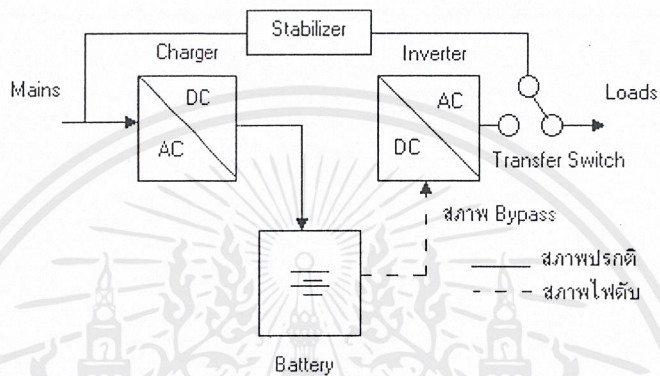 Stabilizer
Charger
Inverter
Mains
DC
AC
AC
DC
Loads
Transfer Switch
สภาพ Bypass
สภาพปรกติ
สภาพไฟดับ
Battery